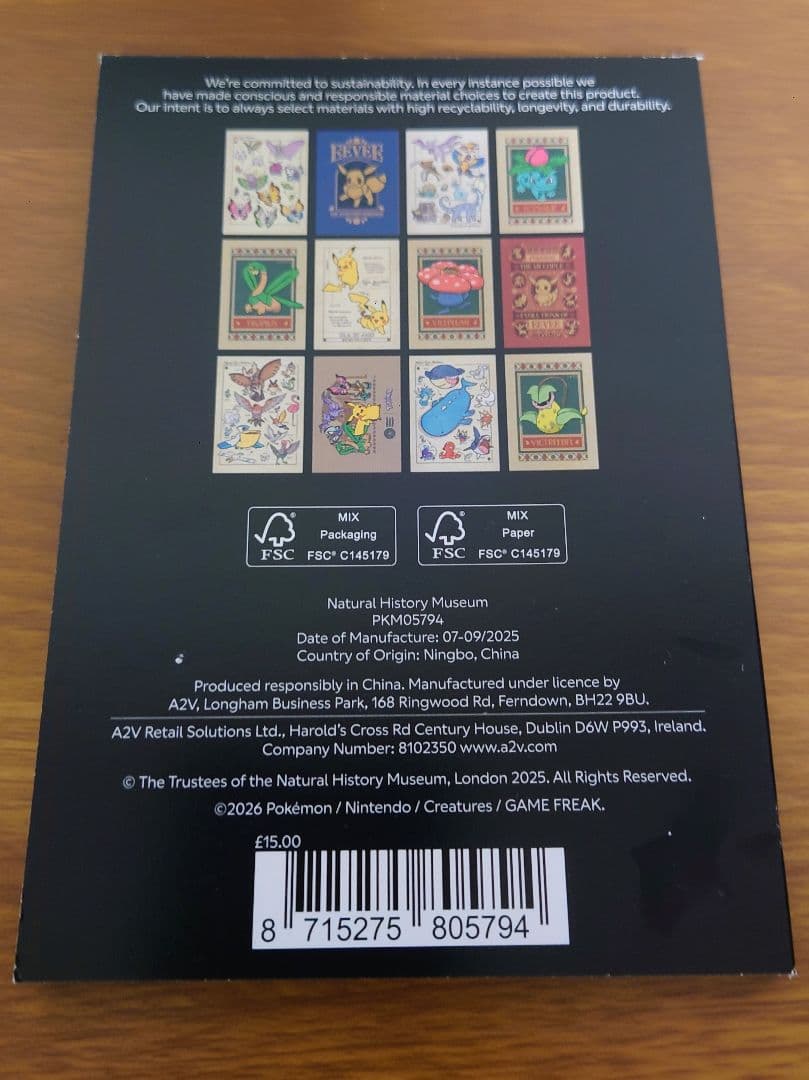 We're committed to sustainability. In every instance possible we
have made conscious and responsible material choices to create this product.
Our intent is to always select materials with high recyclability, longevity, and durability.
EEVEE
TROPIUS
VILEPLUME
EEVEE
VICTREEBEL
MIX
Packaging
FSC
FSC® C145179
MIX
Paper
FSC
FSC® C145179
Natural History Museum
PKM05794
Date of Manufacture: 07-09/2025
Country of Origin: Ningbo, China
Produced responsibly in China. Manufactured under licence by
A2V, Longham Business Park, 168 Ringwood Rd, Ferndown, BH22 9BU.
A2V Retail Solutions Ltd., Harold's Cross Rd Century House, Dublin D6W P993, Ireland.
Company Number: 8102350 www.a2v.com
© The Trustees of the Natural History Museum, London 2025. All Rights Reserved.
©2026 Pokémon / Nintendo / Creatures / GAME FREAK.
£15.00
8 715275 805794